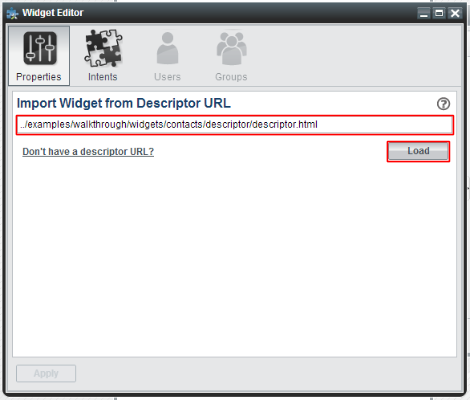 Widget Editor
Properties Intents Users Groups
Import Widget from Descriptor URL
../examples/walkthrough/widgets/contacts/descriptor/descriptor.html
Don't have a descriptor URL?
Load
Apply